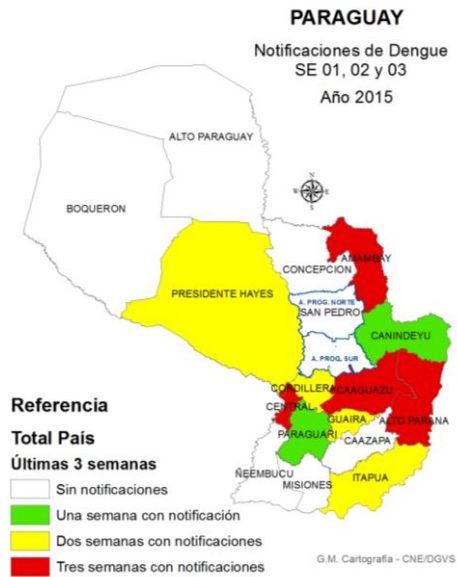 PARAGUAY
Notificaciones de Dengue
SE 01, 02 y 03
Año 2015
ALTO PARAGUAY
BOQUERON
N
W
E
S
CONCEPCION
AMAMBAY
PRESIDENTE HAYES
A. PROG. NORTE
SAN PEDRO
CANINDEYU
A. PROG. SUR
CORDILLERA
CAAGUAZU
CENTRAL
GUAIRA
ALTO PARANA
PARAGUARI
CAAZAPA
ÑEEMBUCU
MISIONES
ITAPUA
Referencia
Total País
Últimas 3 semanas
Sin notificaciones
Una semana con notificación
Dos semanas con notificaciones
Tres semanas con notificaciones
G.M. Cartografia - CNE/DGVS